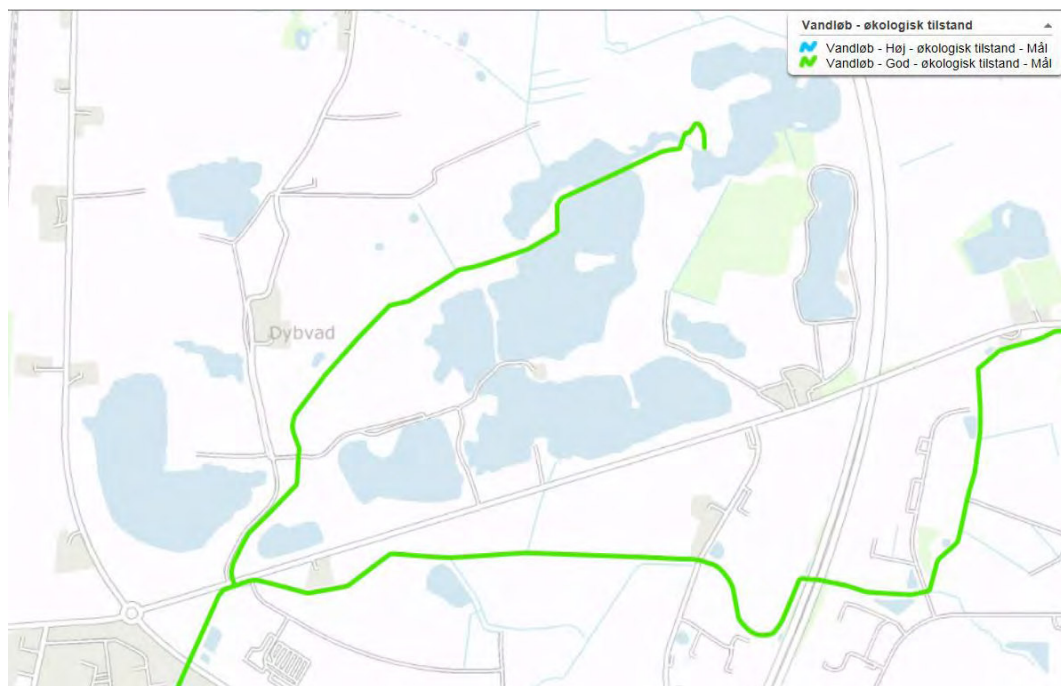 Vandløb - økologisk tilstand
Vandløb - Høj - økologisk tilstand - Mål
Vandløb - God - økologisk tilstand - Mål
Dybvad